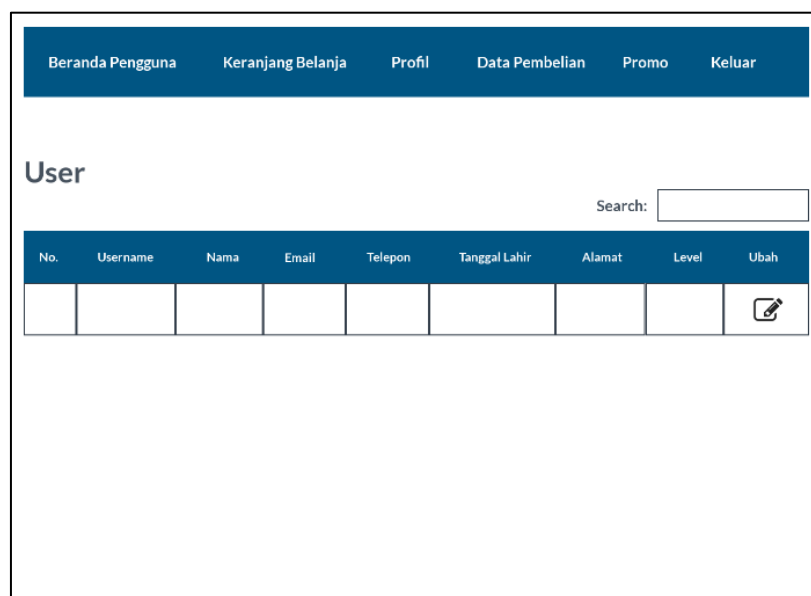 Beranda Pengguna Keranjang Belanja Profil Data Pembelian Promo Keluar
User
Search:
No. Username Nama Email Telepon Tanggal Lahir Alamat Level Ubah